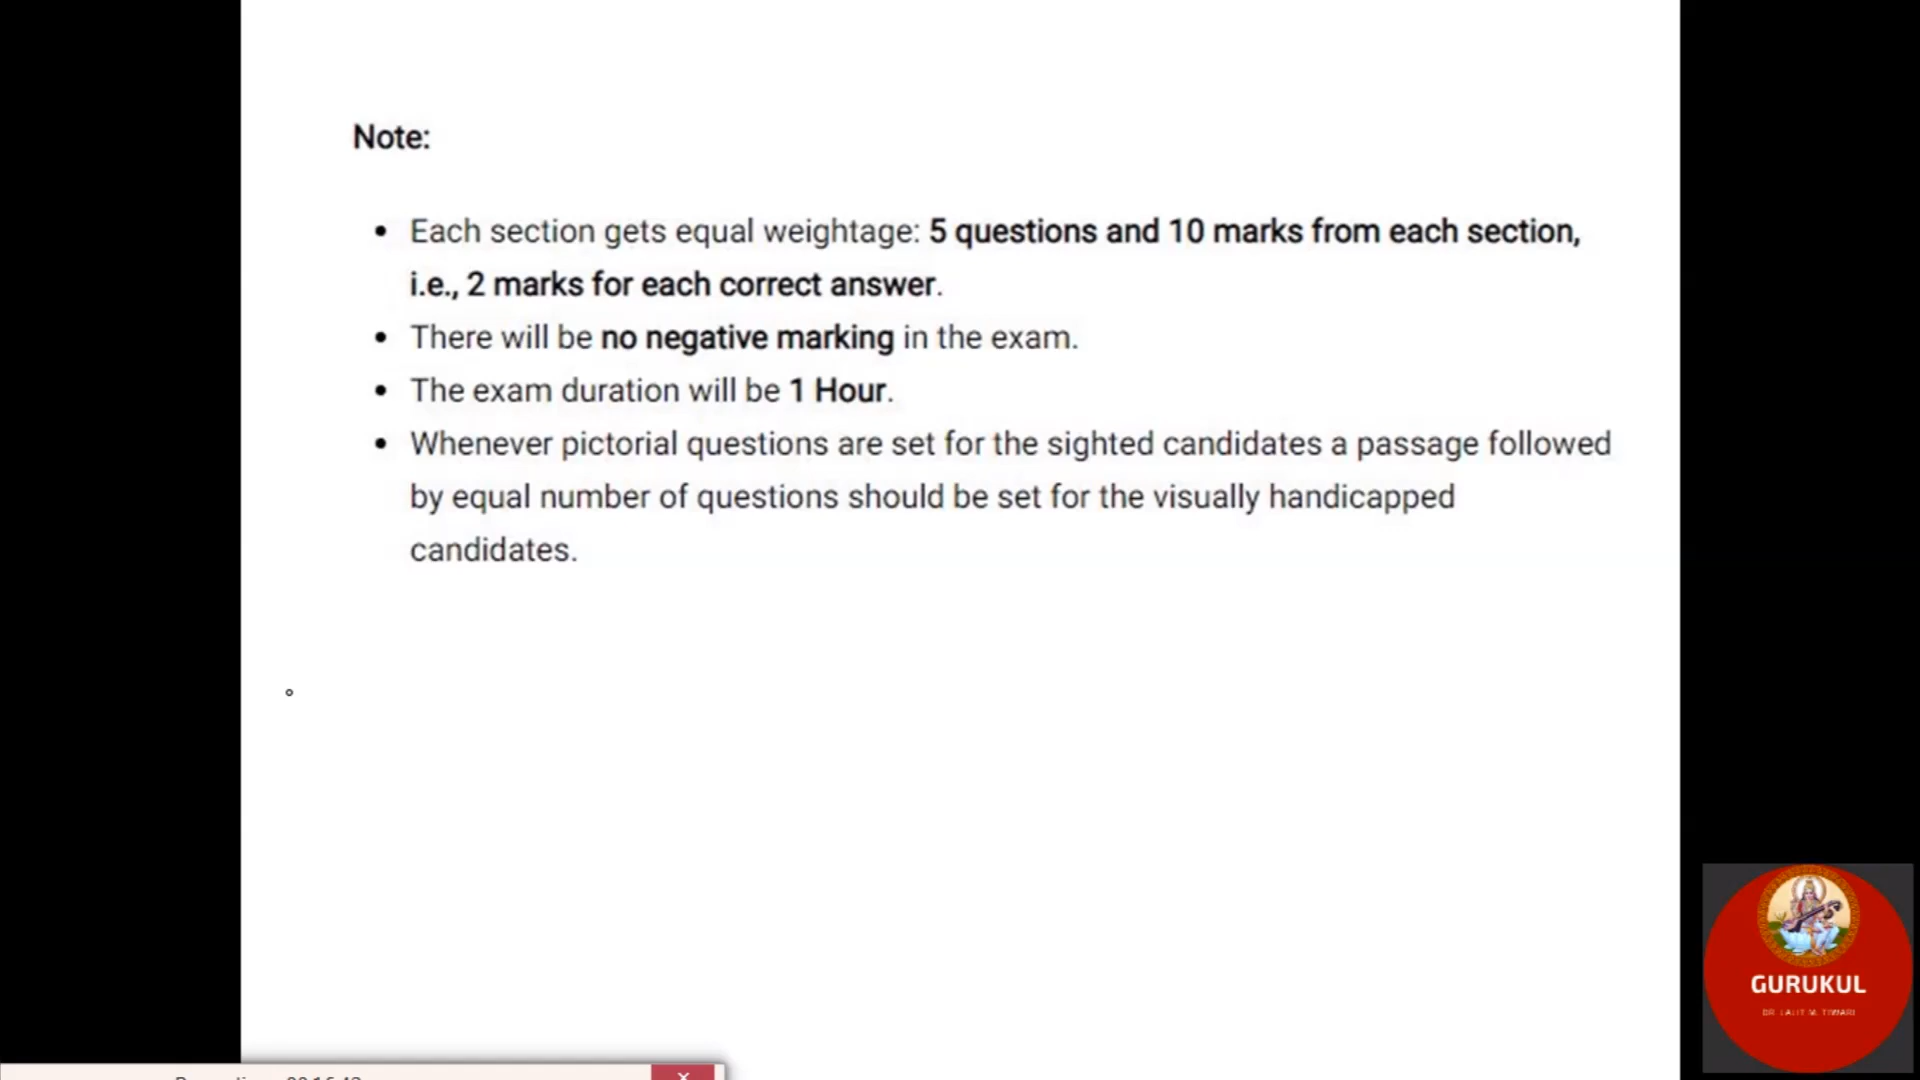 Note:
• Each section gets equal weightage: 5 questions and 10 marks from each section,
i.e., 2 marks for each correct answer.
• There will be no negative marking in the exam.
• The exam duration will be 1 Hour.
• Whenever pictorial questions are set for the sighted candidates a passage followed
by equal number of questions should be set for the visually handicapped
candidates.
GURUKUL
DR. LALIT M. TIWARI